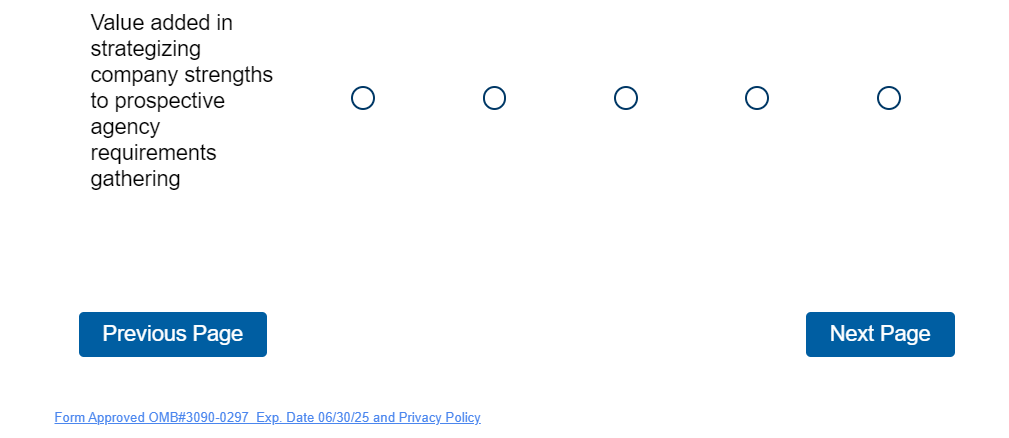 Value added in
strategizing
company strengths
to prospective
agency
requirements
gathering
Previous Page
Next Page
Form Approved OMB#3090-0297  Exp. Date 06/30/25 and Privacy Policy